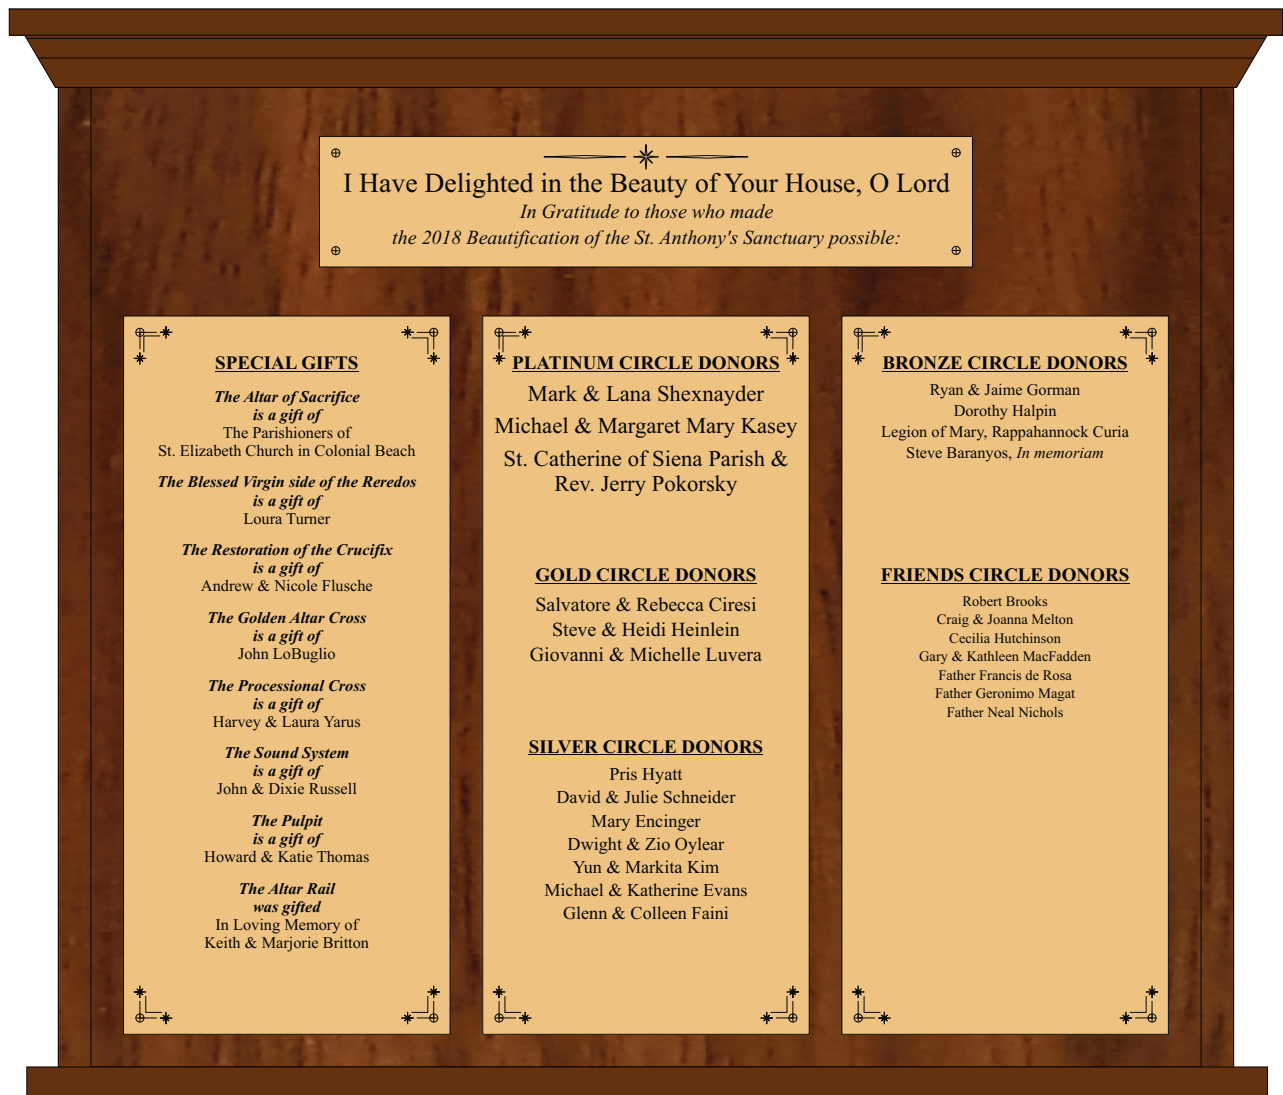 I Have Delighted in the Beauty of Your House, O Lord
In Gratitude to those who made
the 2018 Beautification of the St. Anthony's Sanctuary possible:
SPECIAL GIFTS
The Altar of Sacrifice
is a gift of
The Parishioners of
St. Elizabeth Church in Colonial Beach
The Blessed Virgin side of the Reredos
is a gift of
Loura Turner
The Restoration of the Crucifix
is a gift of
Andrew & Nicole Flusche
The Golden Altar Cross
is a gift of
John LoBuglio
The Processional Cross
is a gift of
Harvey & Laura Yarus
The Sound System
is a gift of
John & Dixie Russell
The Pulpit
is a gift of
Howard & Katie Thomas
The Altar Rail
was gifted
In Loving Memory of
Keith & Marjorie Britton
PLATINUM CIRCLE DONORS
Mark & Lana Shexnayder
Michael & Margaret Mary Kasey
St. Catherine of Siena Parish &
Rev. Jerry Pokorsky
GOLD CIRCLE DONORS
Salvatore & Rebecca Ciresi
Steve & Heidi Heinlein
Giovanni & Michelle Luvera
SILVER CIRCLE DONORS
Pris Hyatt
David & Julie Schneider
Mary Encinger
Dwight & Zio Oylear
Yun & Markita Kim
Michael & Katherine Evans
Glenn & Colleen Faini
BRONZE CIRCLE DONORS
Ryan & Jaime Gorman
Dorothy Halpin
Legion of Mary, Rappahannock Curia
Steve Baranyos, In memoriam
FRIENDS CIRCLE DONORS
Robert Brooks
Craig & Joanna Melton
Cecilia Hutchinson
Gary & Kathleen MacFadden
Father Francis de Rosa
Father Geronimo Magat
Father Neal Nichols